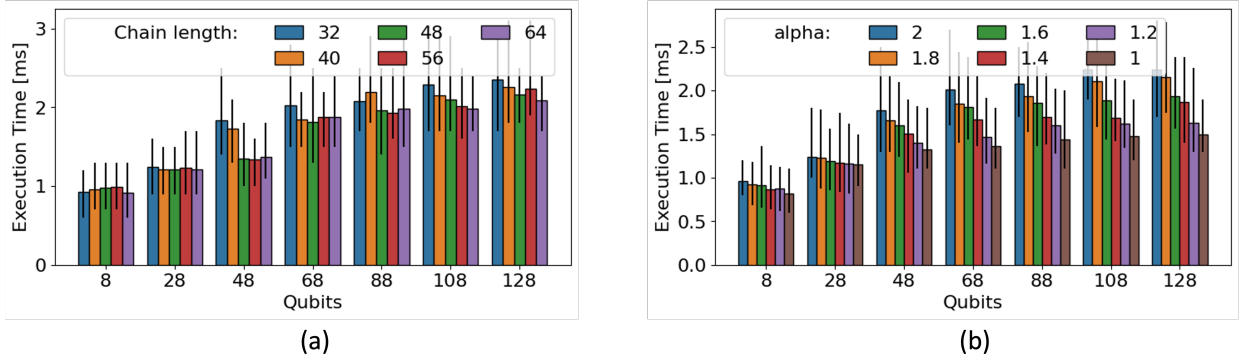 Chain length: 32 48 64
40 56
Execution Time [ms]
3
2
1
0
8 28 48 68 88 108 128
Qubits
(a)
alpha: 2 1.6 1.2
1.8 1.4 1
Execution Time [ms]
2.5
2.0
1.5
1.0
0.5
0.0
8 28 48 68 88 108 128
Qubits
(b)